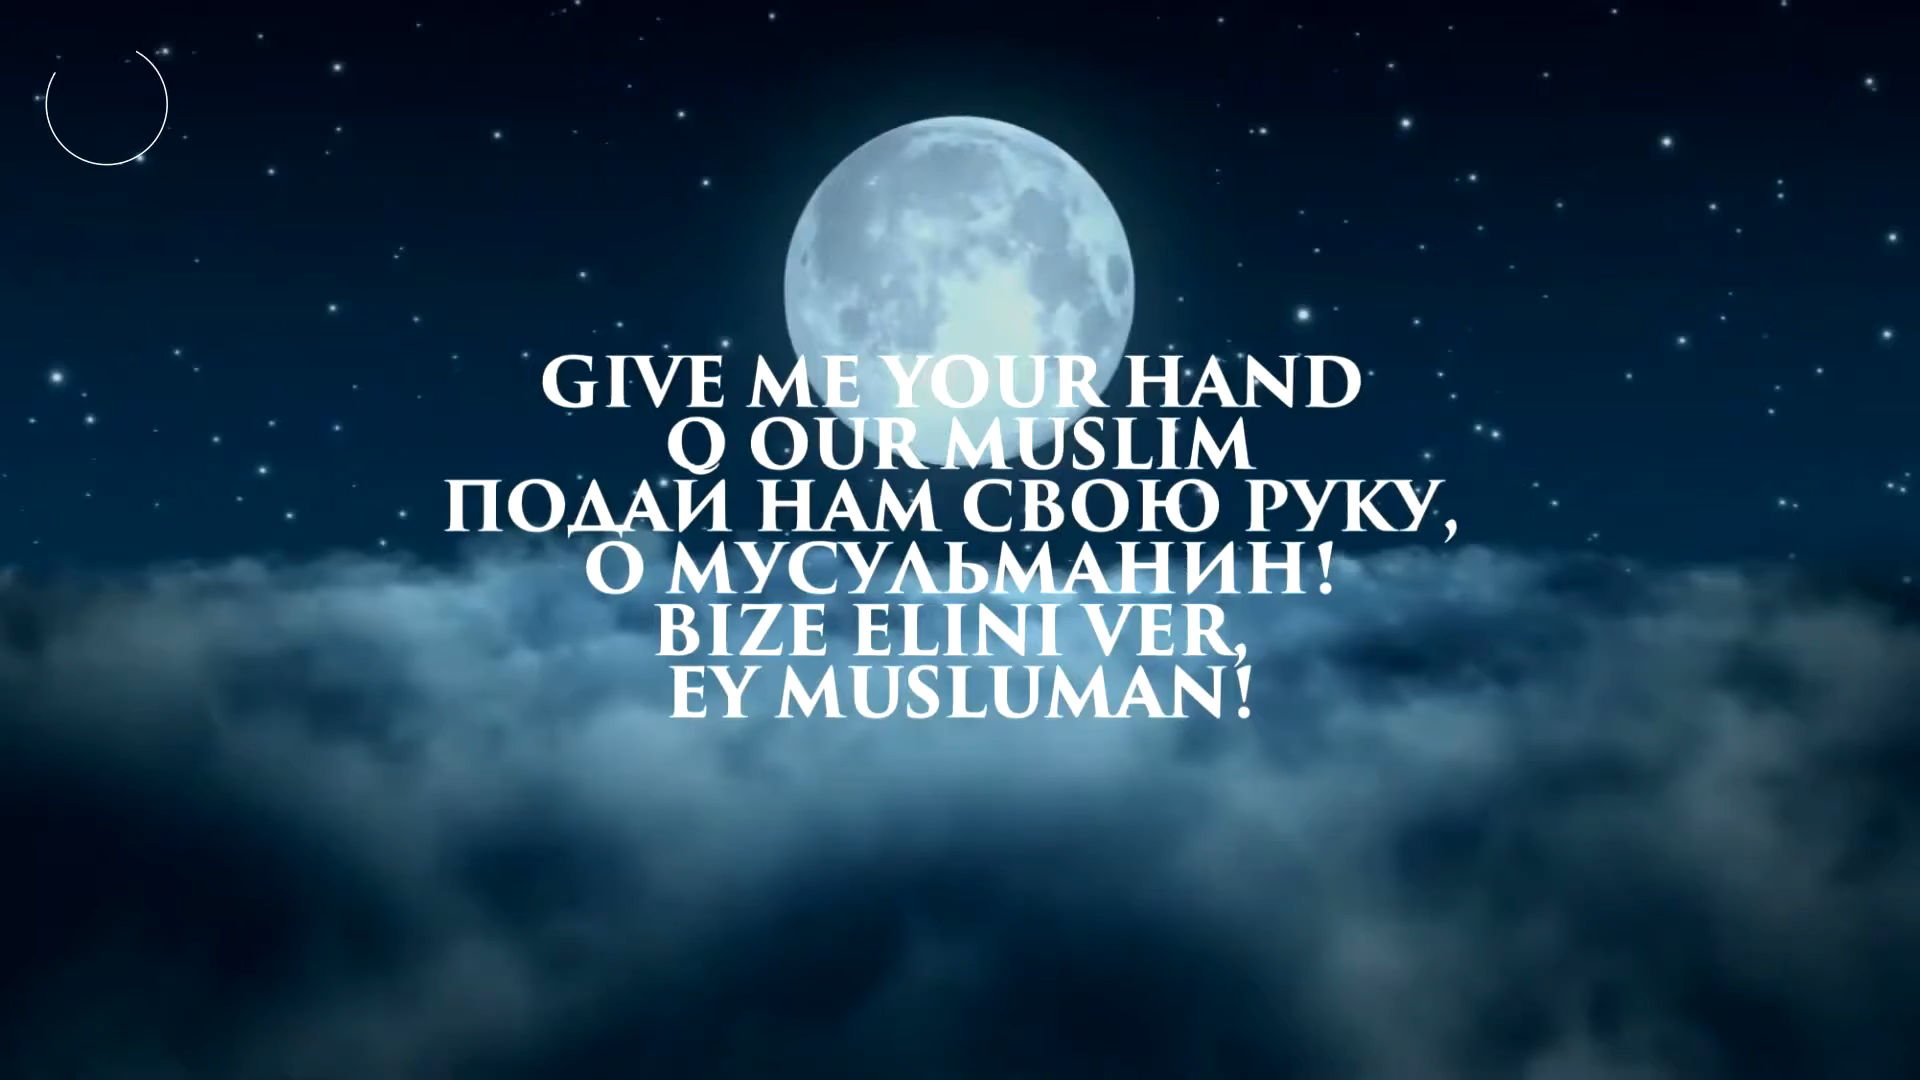 GIVE ME YOUR HAND
O OUR MUSLIM
ПОДАЙ НАМ СВОЮ РУКУ,
О МУСУЛЬМАНИН!
BIZE ELINI VER,
EY MUSLUMAN!